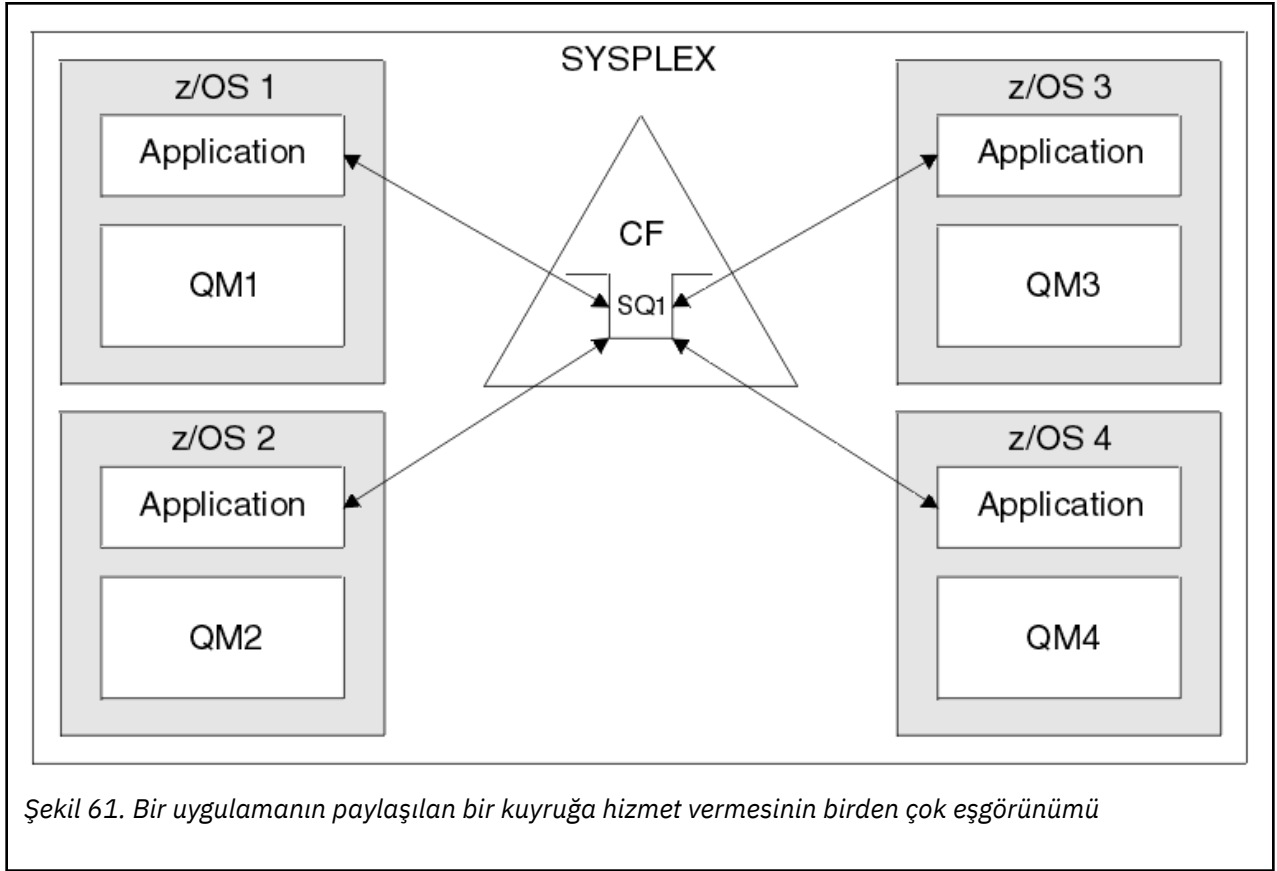 SYSPLEX
z/OS 1
Application
QM1
z/OS 2
Application
QM2
CF
SQ1
z/OS 3
Application
QM3
z/OS 4
Application
QM4
Şekil 61. Bir uygulamanın paylaşılan bir kuyruğa hizmet vermesinin birden çok eşgörünümü